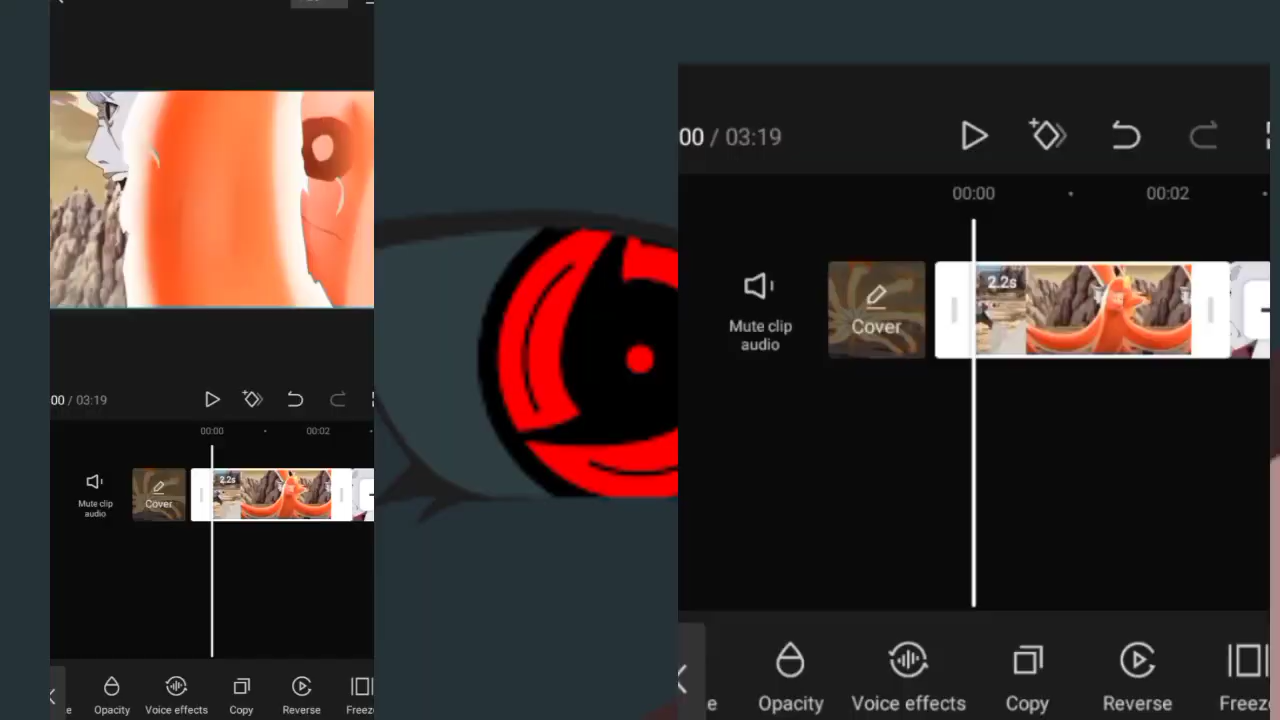 00 / 03:19
00:00
00:02
2.2s
Mute clip
audio
Cover
e
Opacity
Voice effects
Copy
Reverse
Freez
00 / 03:19
00:00
00:02
2.2s
Mute clip
audio
Cover
e
Opacity
Voice effects
Copy
Reverse
Freez